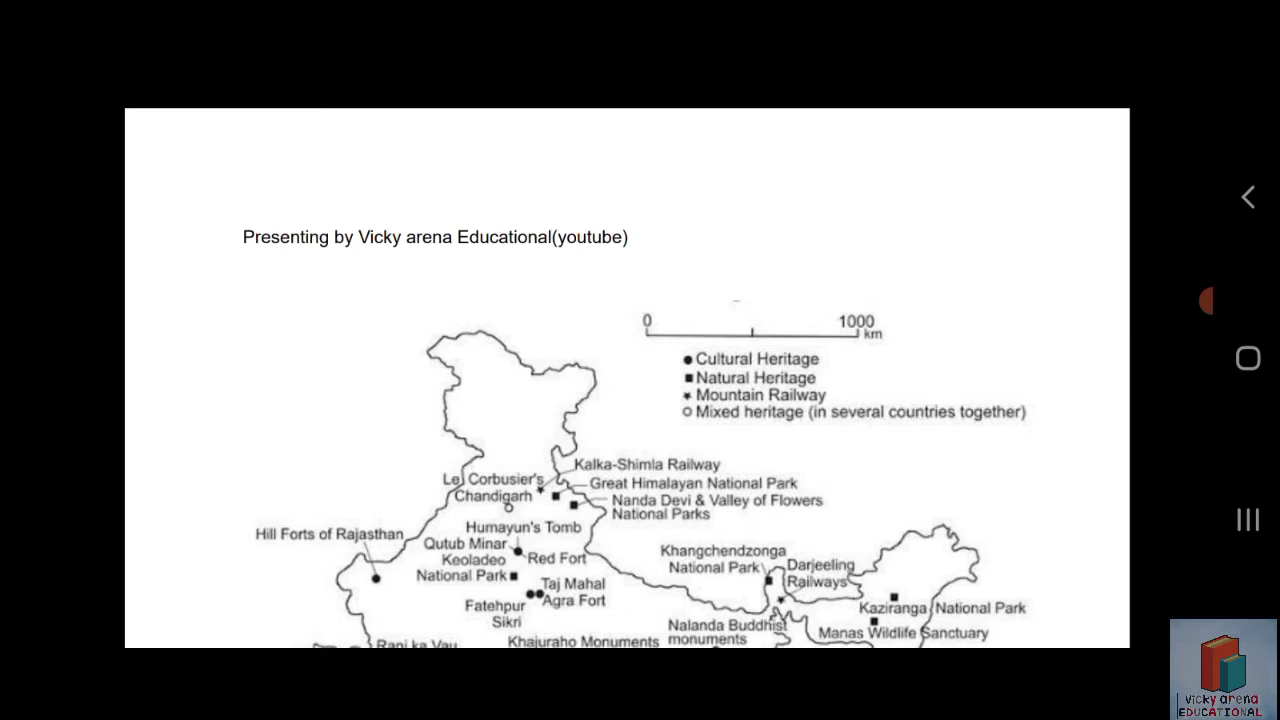 Presenting by Vicky arena Educational(youtube)
0 1000
km
Cultural Heritage
Natural Heritage
Mountain Railway
Mixed heritage (in several countries together)
Kalka-Shimla Railway
Le Corbusier's
Chandigarh
Great Himalayan National Park
Nanda Devi & Valley of Flowers
National Parks
Humayun's Tomb
Hill Forts of Rajasthan
Qutub Minar
Red Fort
Keoladeo
National Park
Taj Mahal
Agra Fort
Fatehpur
Sikri
Khangchendzonga
National Park
Darjeeling
Railways
Kaziranga National Park
Manas Wildlife Sanctuary
Nalanda Buddhist
monuments
Khajuraho Monuments
Rani ka Vau
Vicky arena
EDUCATIONAL